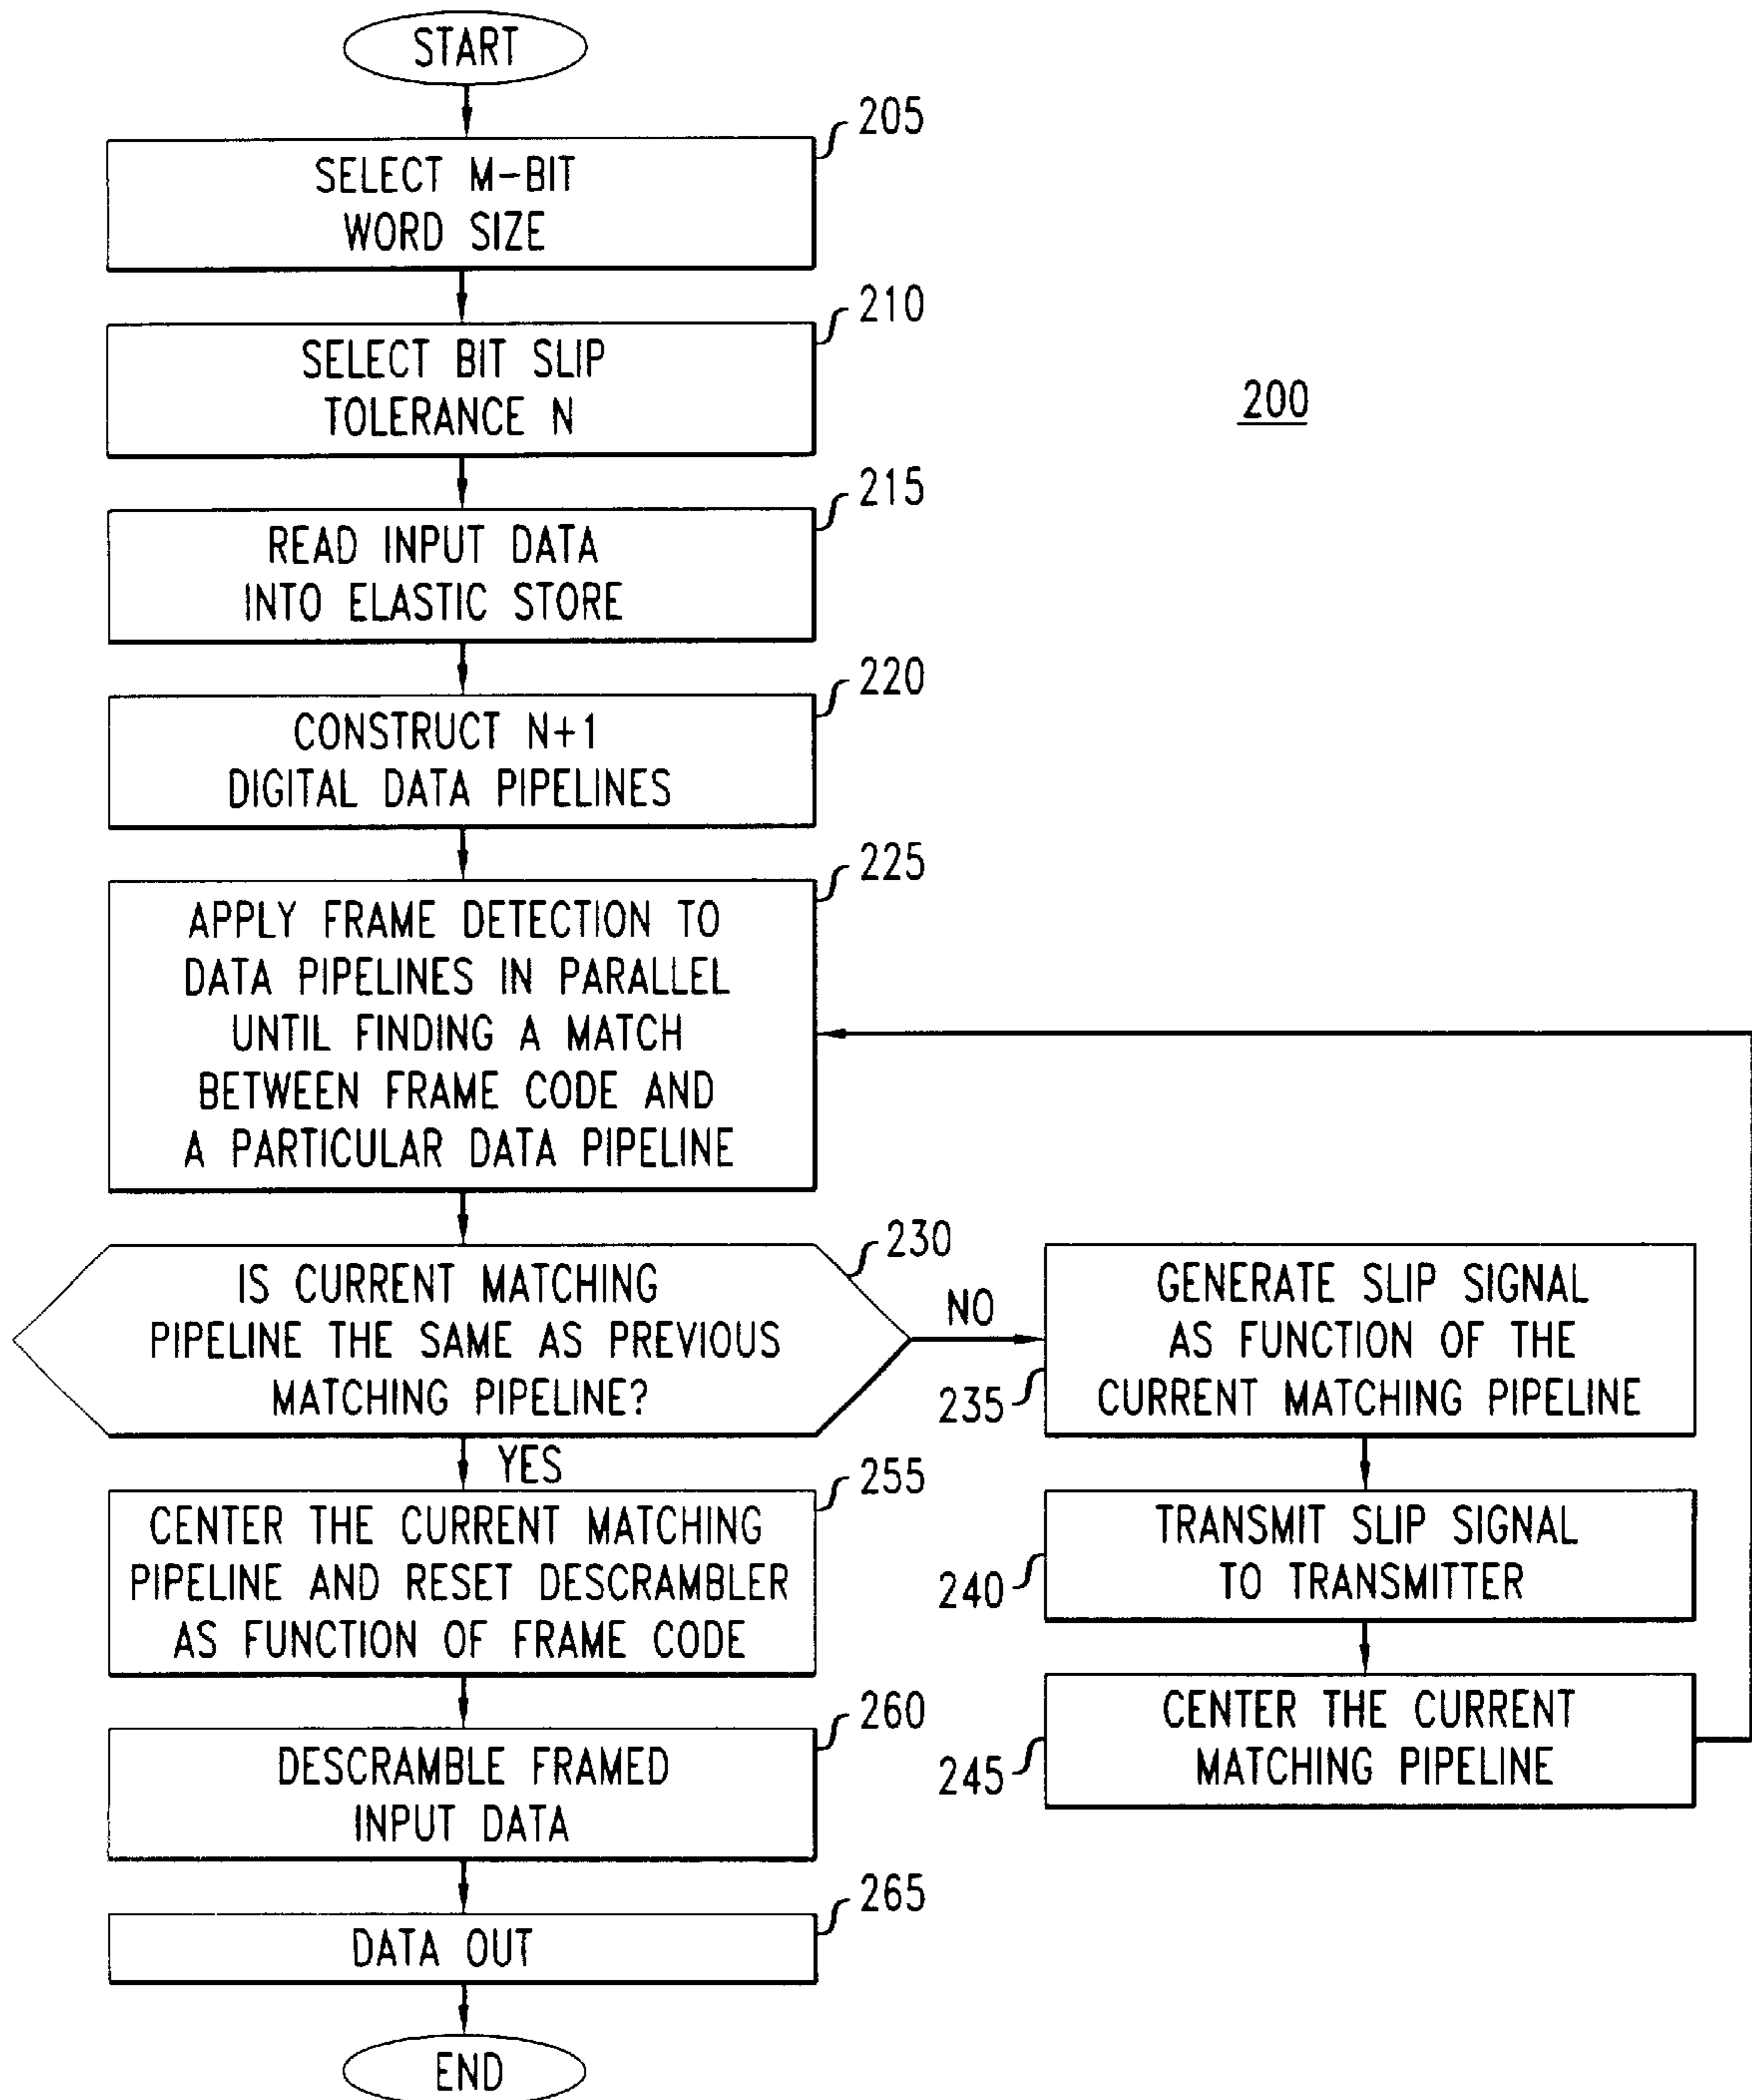 START
205
SELECT M-BIT
WORD SIZE
210
SELECT BIT SLIP
TOLERANCE N
200
215
READ INPUT DATA
INTO ELASTIC STORE
220
CONSTRUCT N+1
DIGITAL DATA PIPELINES
225
APPLY FRAME DETECTION TO
DATA PIPELINES IN PARALLEL
UNTIL FINDING A MATCH
BETWEEN FRAME CODE AND
A PARTICULAR DATA PIPELINE
230
IS CURRENT MATCHING
PIPELINE THE SAME AS PREVIOUS
MATCHING PIPELINE?
NO
GENERATE SLIP SIGNAL
AS FUNCTION OF THE
CURRENT MATCHING PIPELINE
235
YES
255
CENTER THE CURRENT MATCHING
PIPELINE AND RESET DESCRAMBLER
AS FUNCTION OF FRAME CODE
TRANSMIT SLIP SIGNAL
TO TRANSMITTER
240
260
DESCRAMBLE FRAMED
INPUT DATA
CENTER THE CURRENT
MATCHING PIPELINE
245
265
DATA OUT
END